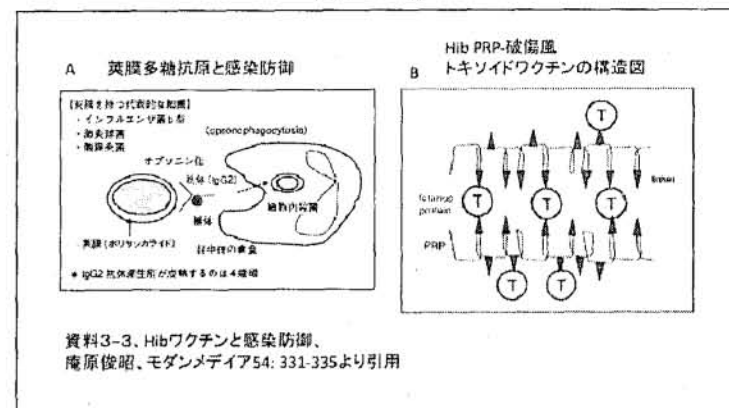 A 莢膜多糖抗原と感染防御
【莢膜を持つ代表的な細菌】
・インフルエンザ菌b型
・肺炎球菌
・髄膜炎菌
(opsonophagocytosis)
オプソニン化
抗体(IgG2)
補体
細胞内殺菌
莢膜(ポリサッカライド)
好中球の貪食
* IgG2 抗体産生能が成熟するのは4歳頃
Hib PRP-破傷風
B トキソイドワクチンの構造図
T
linker
tetanus
protein
T T T
PRP
T T
資料3-3、Hibワクチンと感染防御、
庵原俊昭、モダンメデイア54: 331-335より引用